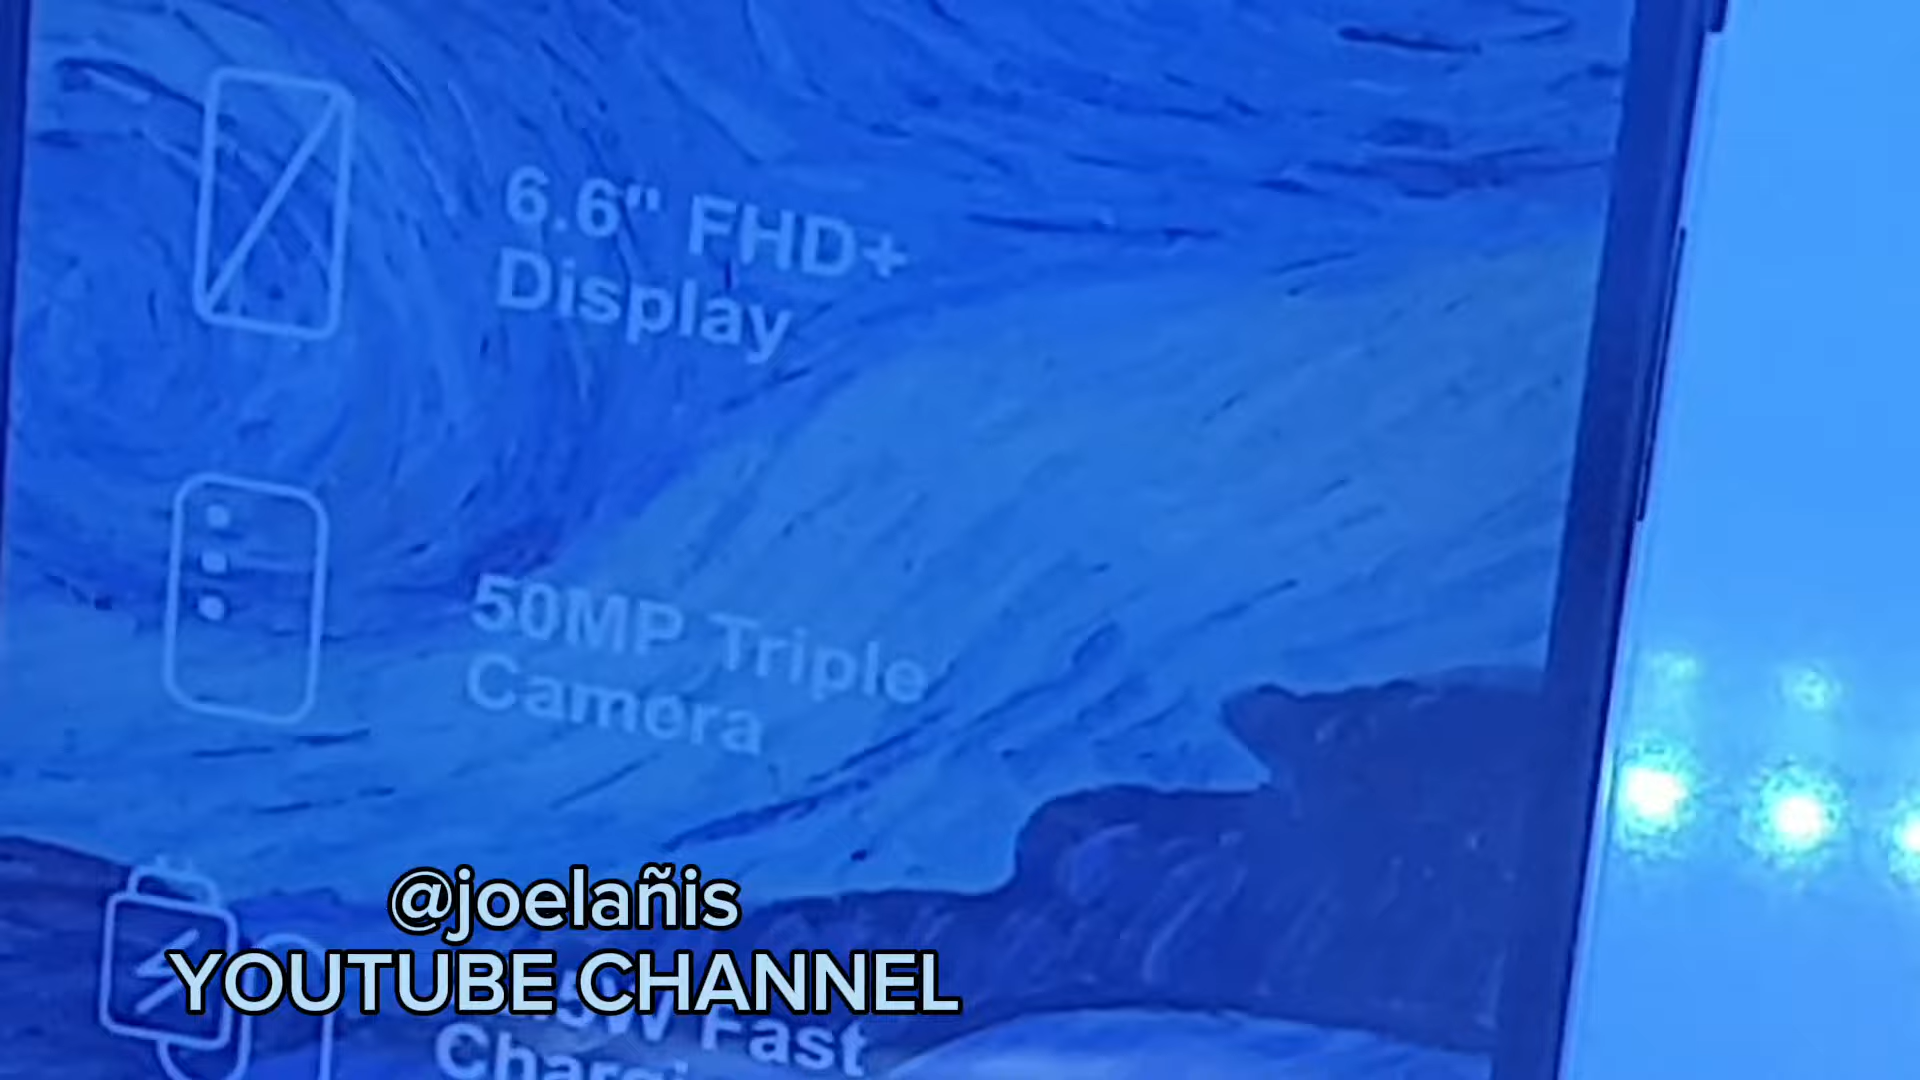 6.6" FHD+
Display
50MP Triple
Camera
@joelañis
YOUTUBE CHANNEL
Fast